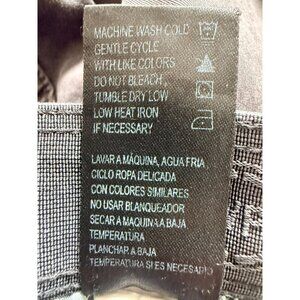 MACHINE WASH COLD
GENTLE CYCLE
WITH LIKE COLORS
DO NOT BLEACH
TUMBLE DRY LOW
LOW HEAT IRON
IF NECESSARY
LAVAR A MÁQUINA, AGUA FRIA
CICLO ROPA DELICADA
CON COLORES SIMILARES
NO USAR BLANQUEADOR
SECAR A MAQUINA A BAJA
TEMPERATURA
PLANCHAR A BAJA
TEMPERATURA SI ES NECESARIO